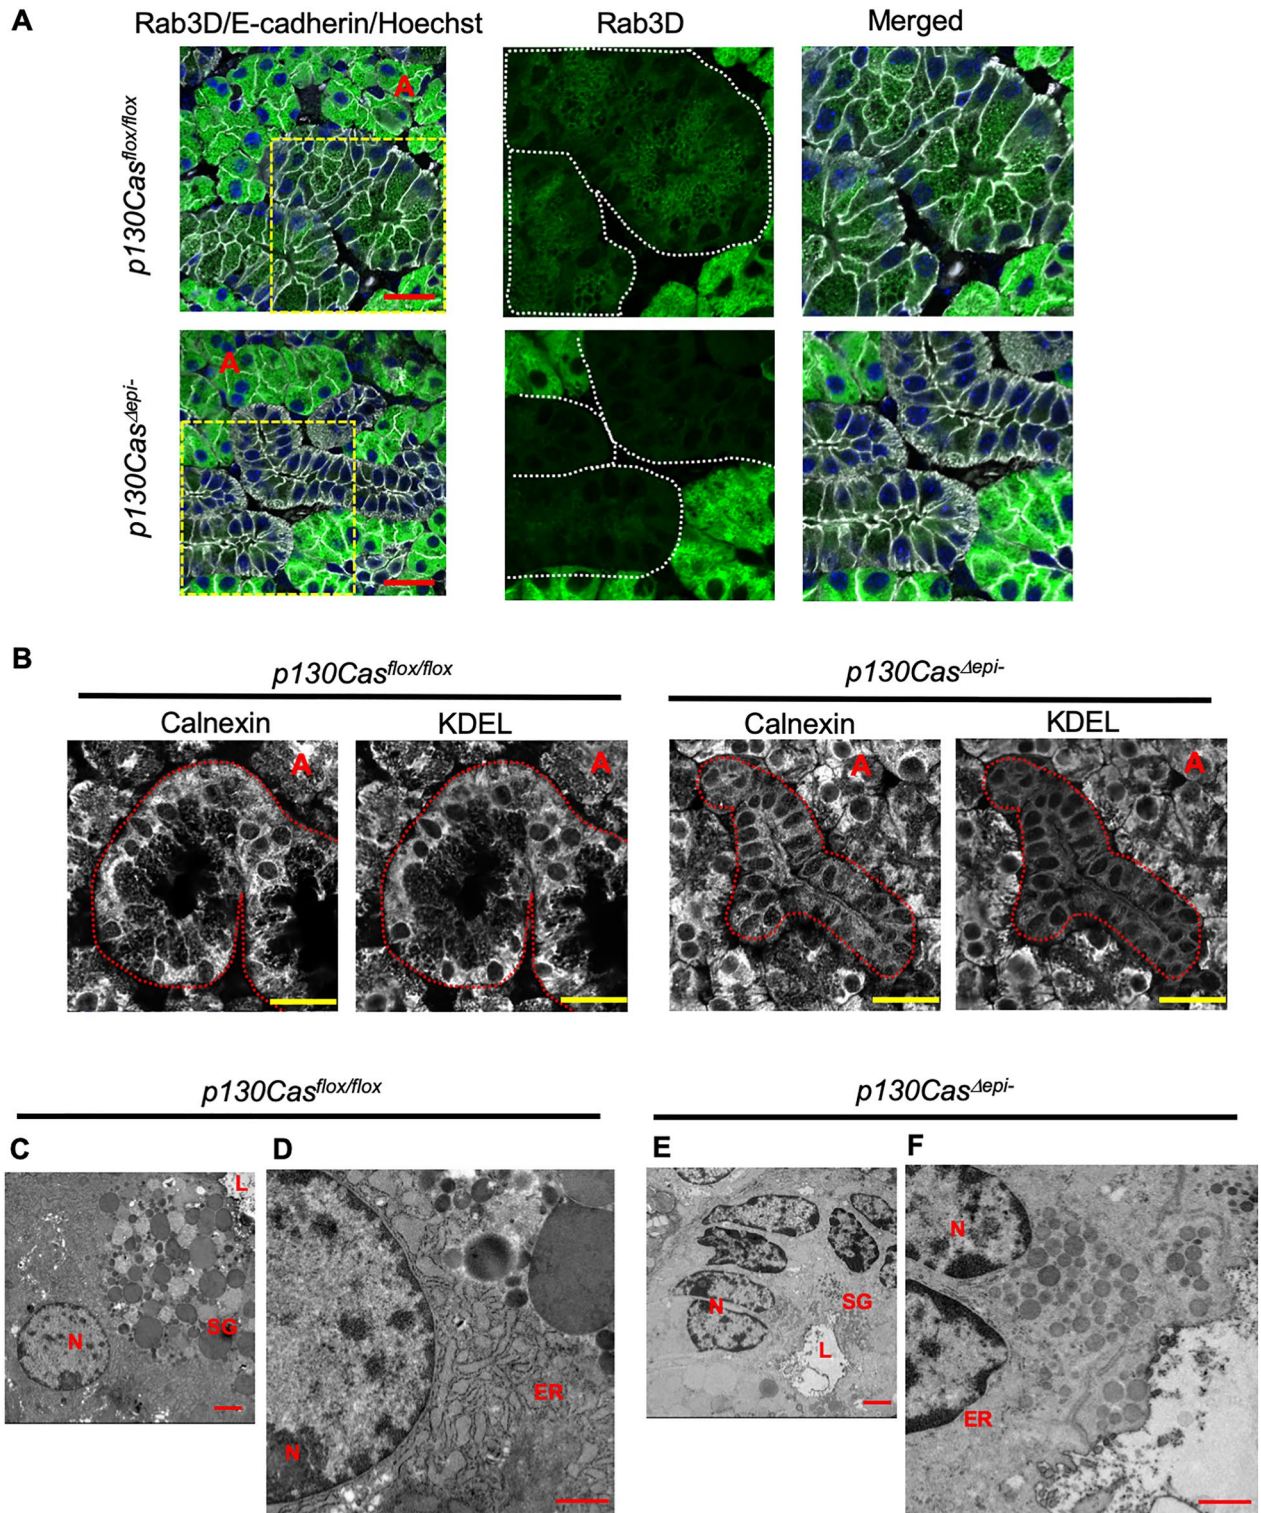 A
Rab3D/E-cadherin/Hoechst
Rab3D
Merged
p130Cas^flox/flox
A
p130Cas^Δepi-
A
B
p130Cas^flox/flox
p130Cas^Δepi-
Calnexin
KDEL
Calnexin
KDEL
A
A
A
A
p130Cas^flox/flox
p130Cas^Δepi-
C
D
E
F
L
SG
N
ER
N
N
SG
L
N
ER